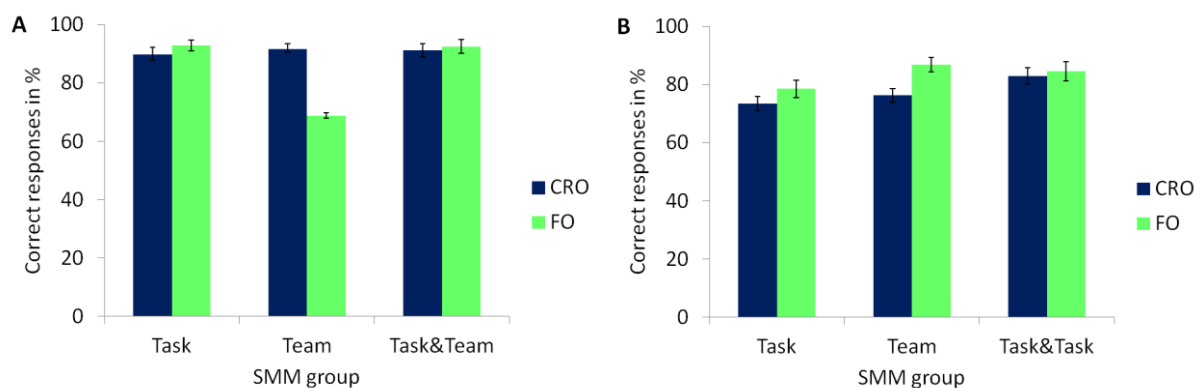 A
Correct responses in %
100
80
60
40
20
0
Task Team Task&Team
SMM group
CRO
FO
B
Correct responses in %
100
80
60
40
20
0
Task Team Task&Task
SMM group
CRO
FO